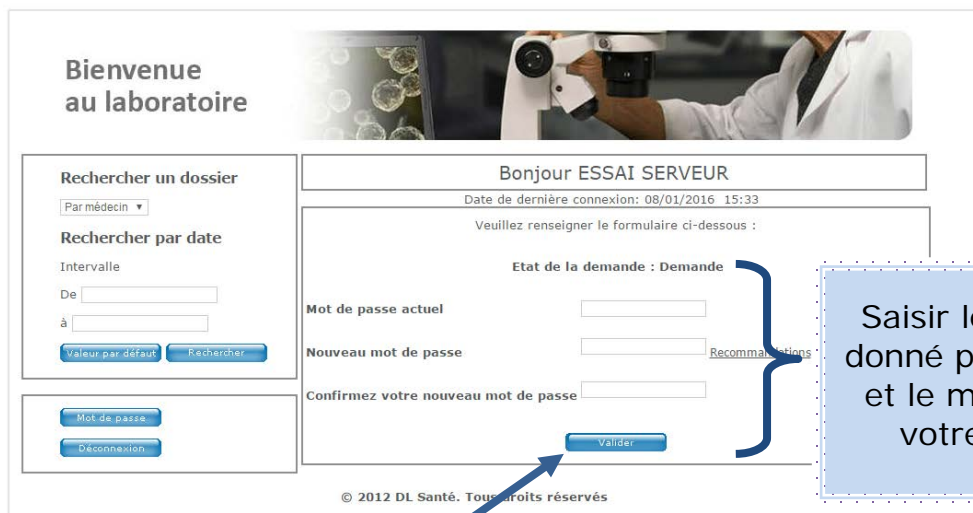 Bienvenue
au laboratoire
Rechercher un dossier
Par médecin
Rechercher par date
Intervalle
De
à
Valeur par défaut Rechercher
Mot de passe
Déconnexion
Bonjour ESSAI SERVEUR
Date de dernière connexion: 08/01/2016 15:33
Veuillez renseigner le formulaire ci-dessous :
Etat de la demande : Demande
Mot de passe actuel
Nouveau mot de passe Recommandations
Confirmez votre nouveau mot de passe
Valider
© 2012 DL Santé. Tous droits réservés
Saisir
donné
et le